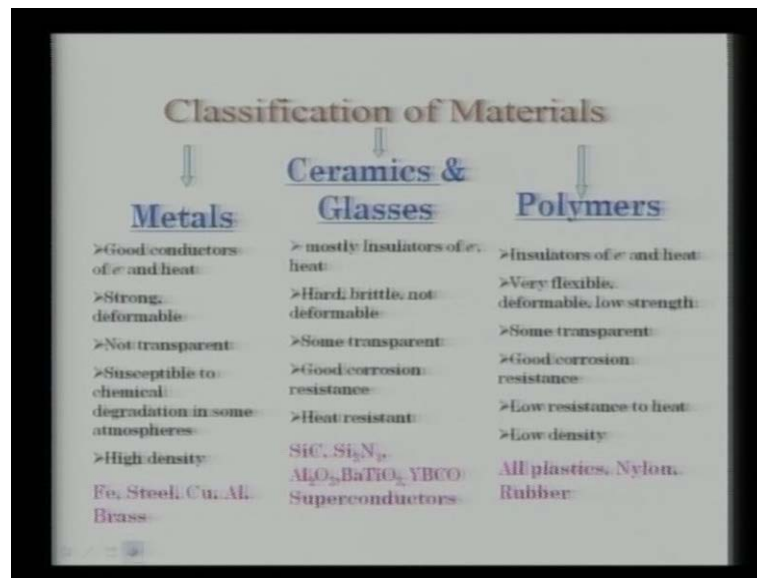 Classification of Materials
Metals
➢Good conductors
of e⁻ and heat
➢Strong,
deformable
➢Not transparent
➢Susceptible to
chemical
degradation in some
atmospheres
➢High density
Fe, Steel, Cu, Al,
Brass
Ceramics &
Glasses
➢ mostly Insulators of e⁻,
heat
➢Hard, brittle, not
deformable
➢Some transparent
➢Good corrosion
resistance
➢Heat resistant
SiC, Si₃N₄,
Al₂O₃,BaTiO₃, YBCO
Superconductors
Polymers
➢Insulators of e⁻ and heat
➢Very flexible,
deformable, low strength
➢Some transparent
➢Good corrosion
resistance
➢Low resistance to heat
➢Low density
All plastics, Nylon,
Rubber